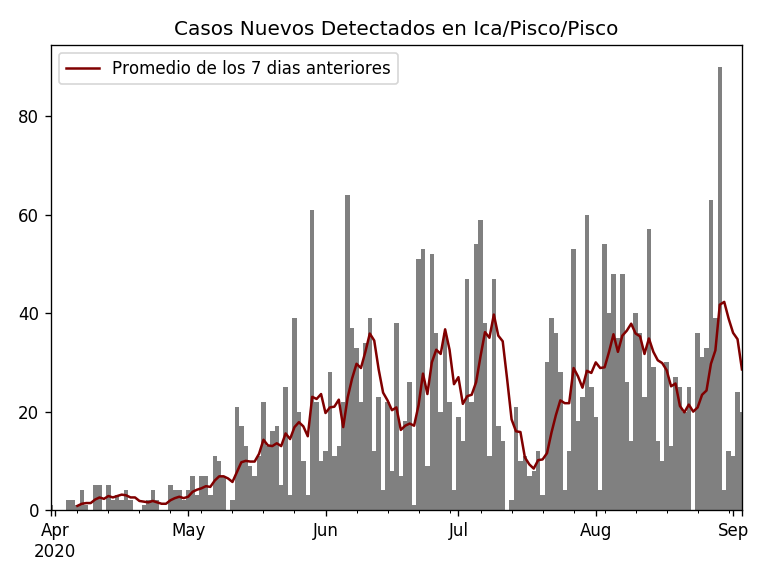 Casos Nuevos Detectados en Ica/Pisco/Pisco
Promedio de los 7 dias anteriores
80
60
40
20
0
Apr May Jun Jul Aug Sep
2020